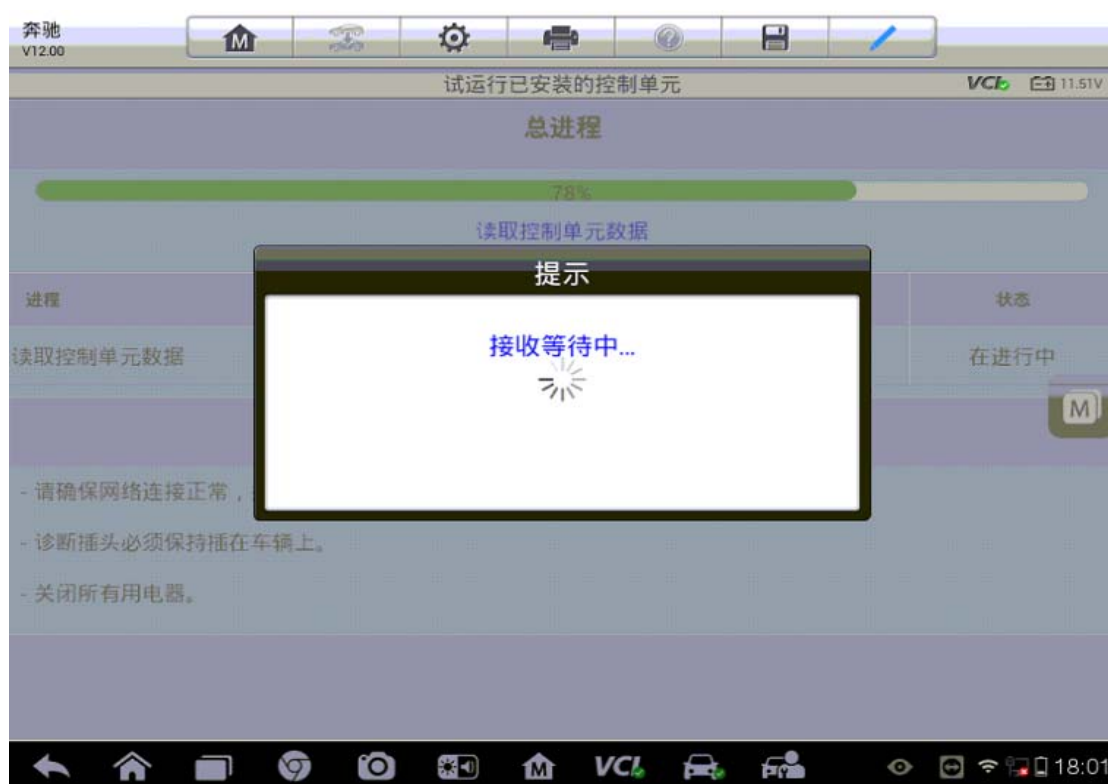 奔驰
V12.00
M
?
试运行已安装的控制单元
VCI
11.51V
总进程
78%
读取控制单元数据
提示
进程
状态
接收等待中...
读取控制单元数据
在进行中
M
- 请确保网络连接正常，
- 诊断插头必须保持插在车辆上。
- 关闭所有用电器。
M
VCI
18:01